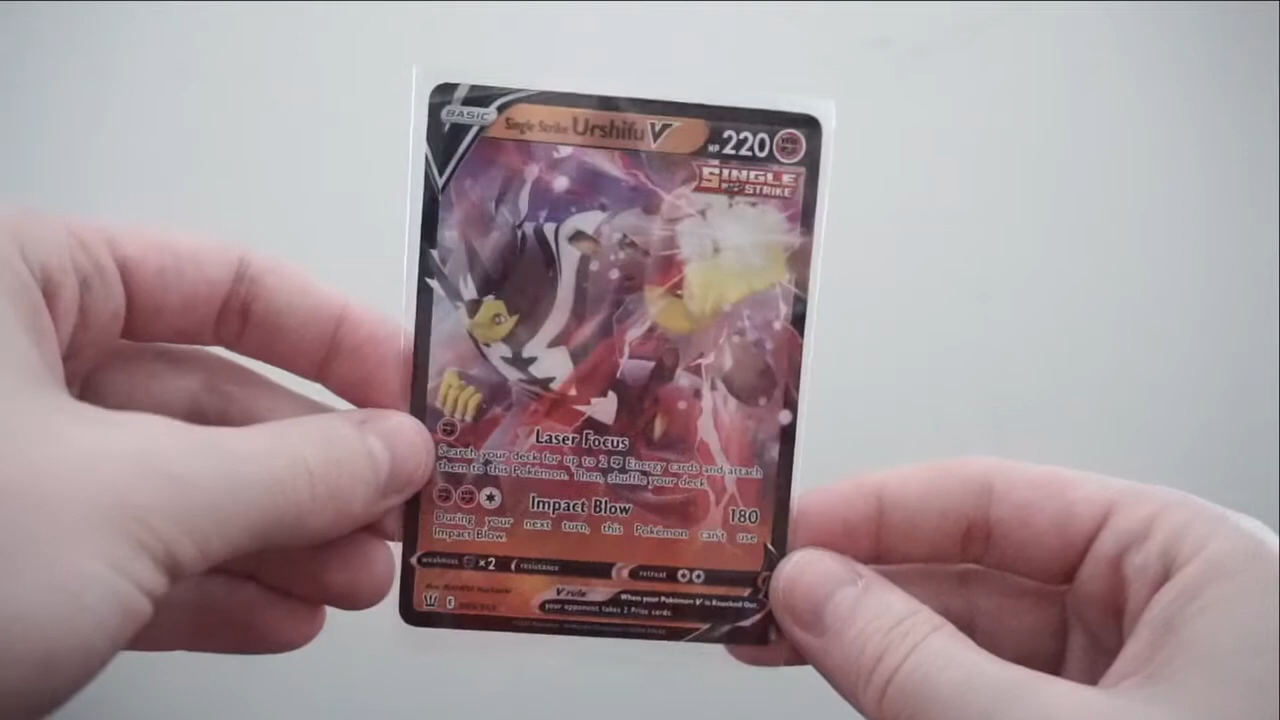 BASIC
Single Strike Urshifu V
HP 220
SINGLE STRIKE
Laser Focus
Search your deck for up to 2 Energy cards and attach
them to this Pokémon. Then, shuffle your deck.
Impact Blow 180
During your next turn, this Pokémon can't use
Impact Blow.
weakness ×2 resistance retreat
V rule When your Pokémon V is Knocked Out,
your opponent takes 2 Prize cards.
E